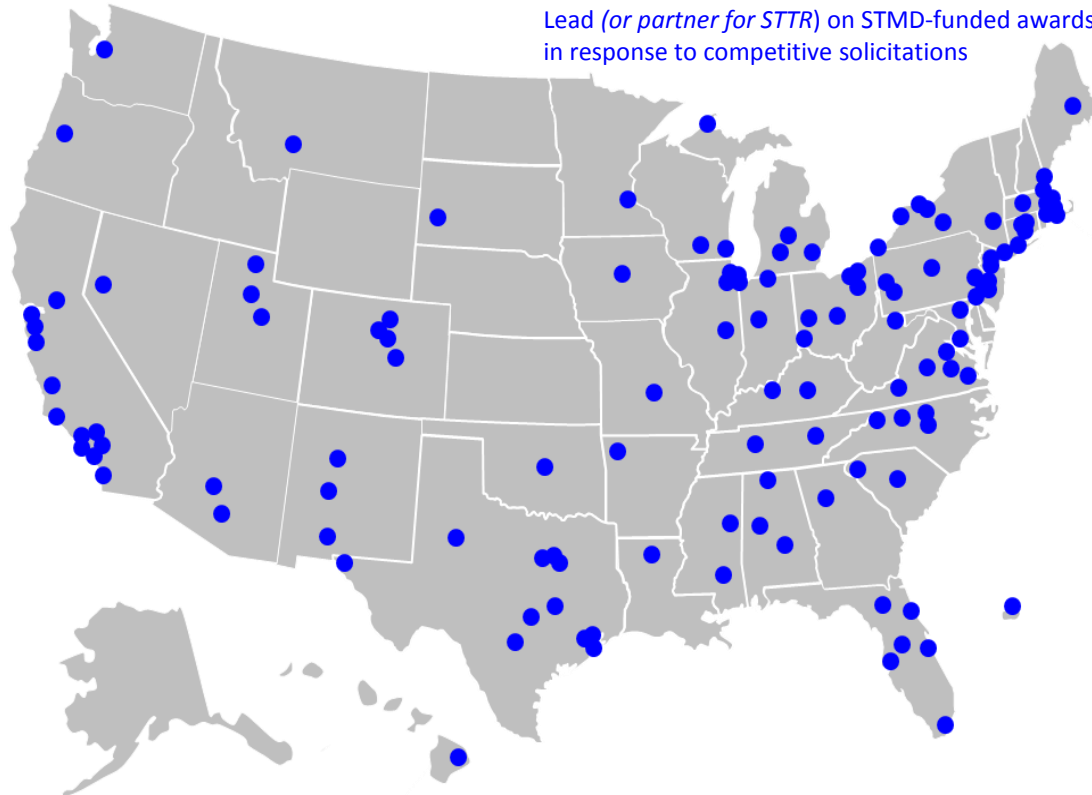 Lead (or partner for STTR) on STMD-funded awards
in response to competitive solicitations